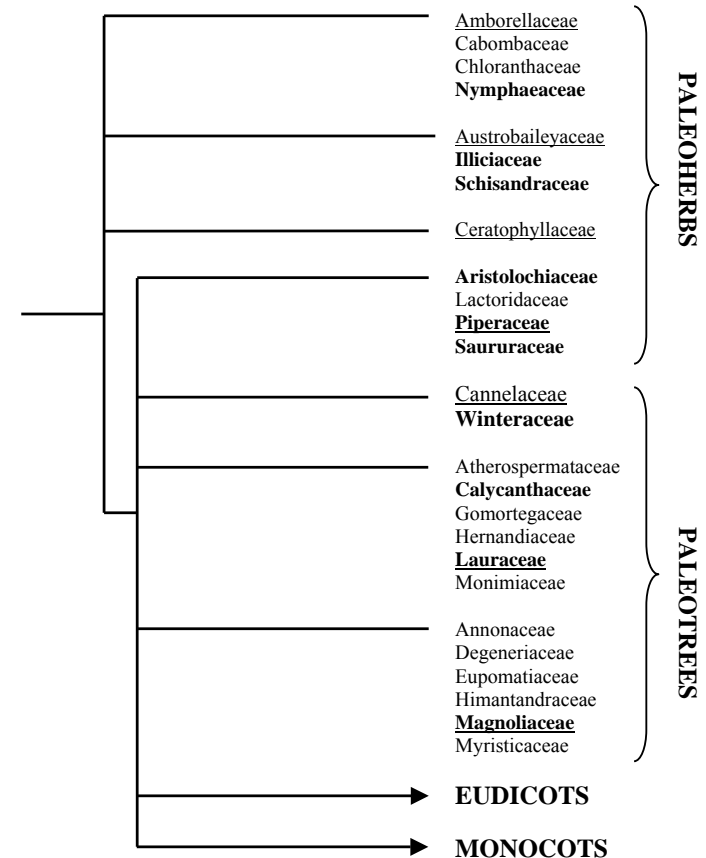 Amborellaceae
Cabombaceae
Chloranthaceae
Nymphaeaceae
Austrobaileyaceae
Illiciaceae
Schisandraceae
Ceratophyllaceae
Aristolochiaceae
Lactoridaceae
Piperaceae
Saururaceae
PALEOHERBS
Cannelaceae
Winteraceae
Atherospermataceae
Calycanthaceae
Gomortegaceae
Hernandiaceae
Lauraceae
Monimiaceae
Annonaceae
Degeneriaceae
Eupomatiaceae
Himantandraceae
Magnoliaceae
Myristicaceae
PALEOTREES
EUDICOTS
MONOCOTS